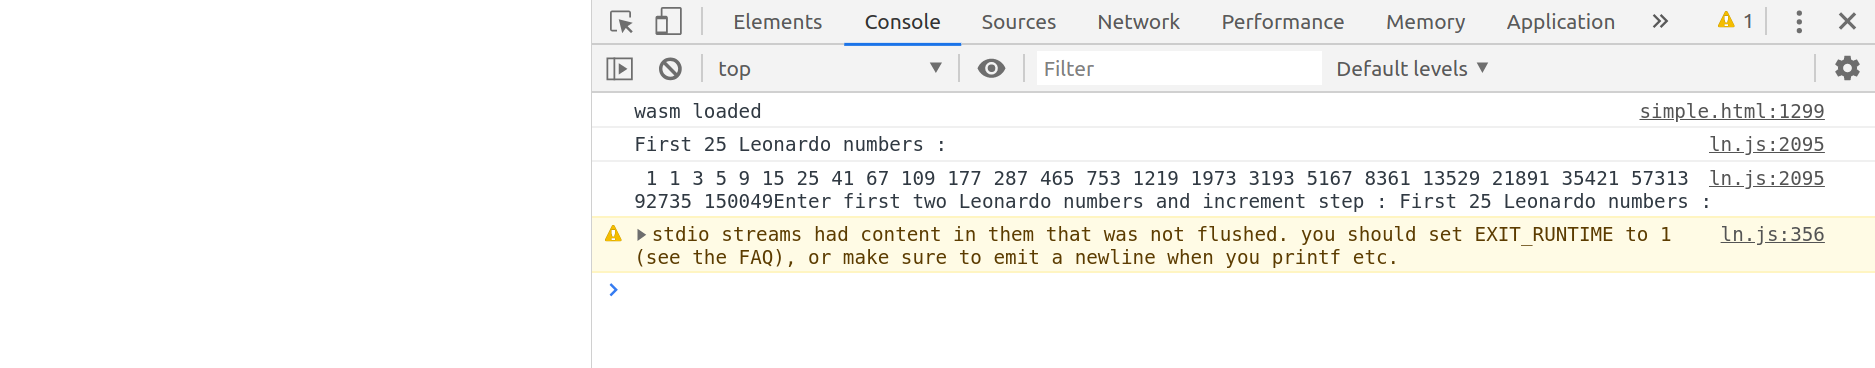 Elements Console Sources Network Performance Memory Application 1
top Filter Default levels
wasm loaded simple.html:1299
First 25 Leonardo numbers : ln.js:2095
1 1 3 5 9 15 25 41 67 109 177 287 465 753 1219 1973 3193 5167 8361 13529 21891 35421 57313 ln.js:2095
92735 150049Enter first two Leonardo numbers and increment step : First 25 Leonardo numbers :
stdio streams had content in them that was not flushed. you should set EXIT_RUNTIME to 1 ln.js:356
(see the FAQ), or make sure to emit a newline when you printf etc.